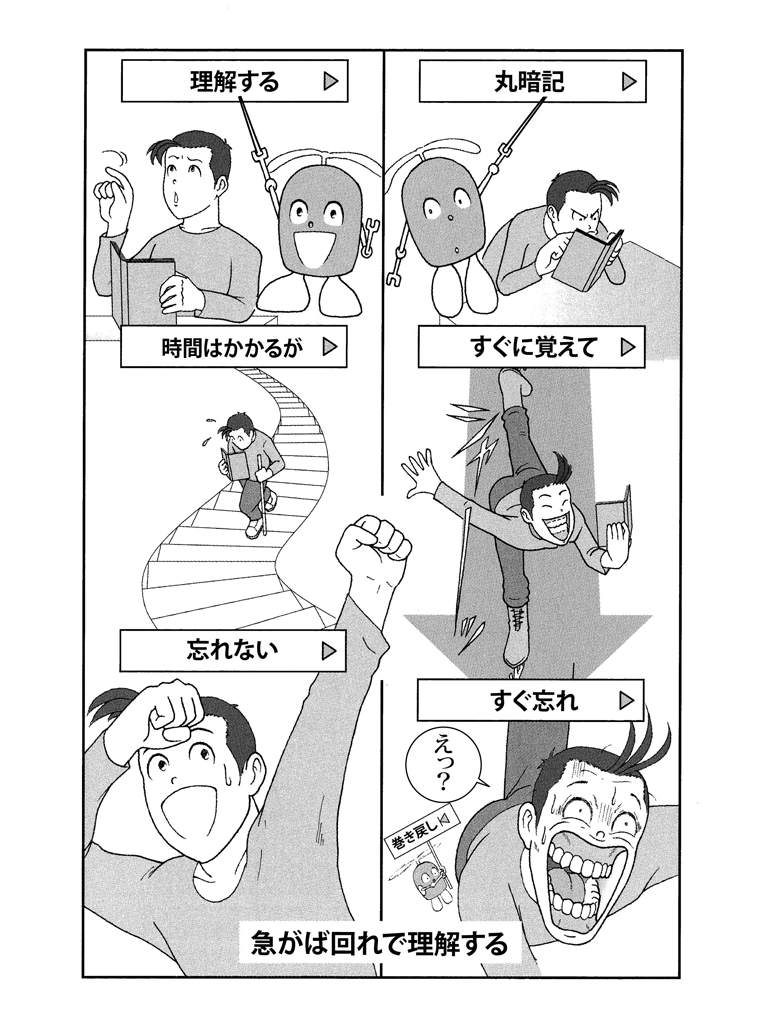 丸暗記
すぐに覚えて
すぐ忘れ
えっ?
巻き戻し
理解する
時間はかかるが
忘れない
急がば回れで理解する